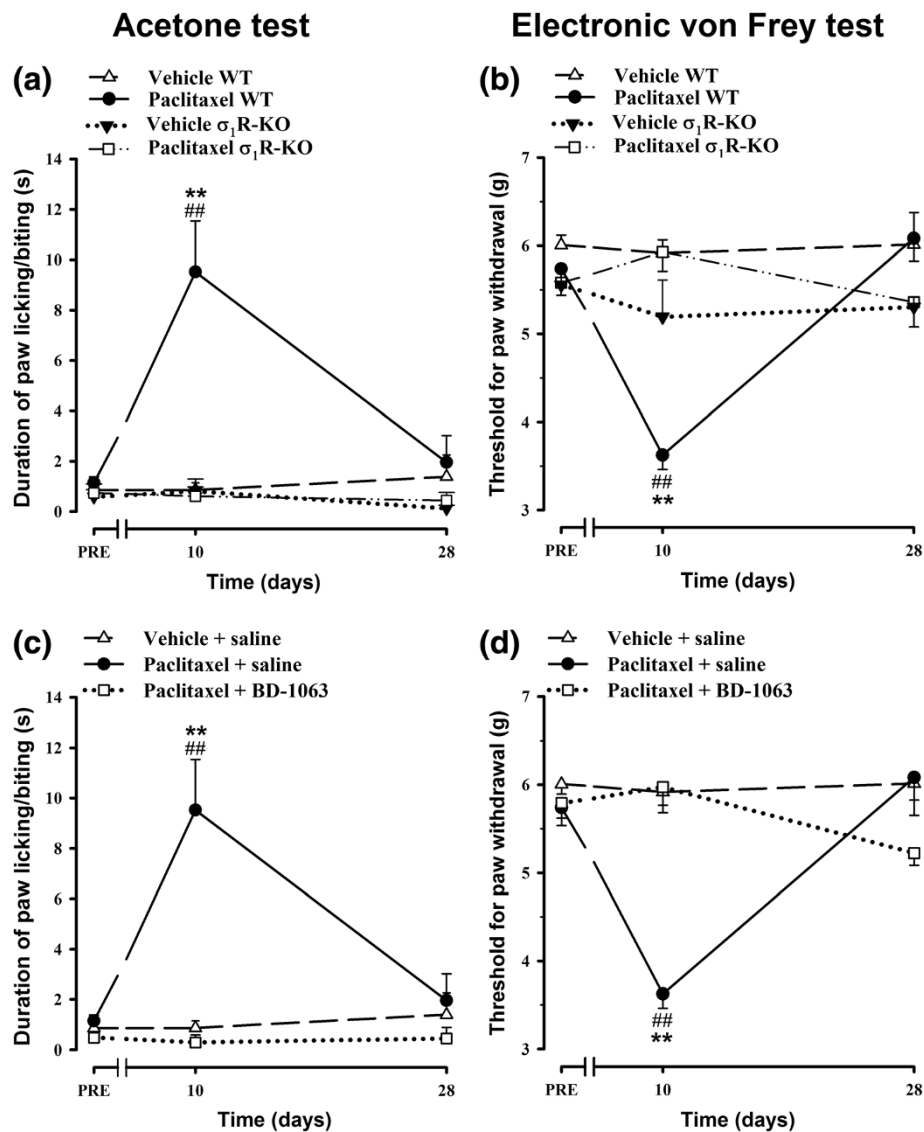 Acetone test
Electronic von Frey test
(a)
Vehicle WT
Paclitaxel WT
Vehicle σ₁R-KO
Paclitaxel σ₁R-KO
Duration of paw licking/biting (s)
14
12
10
8
6
4
2
0
**
##
PRE
10
28
Time (days)
(b)
Vehicle WT
Paclitaxel WT
Vehicle σ₁R-KO
Paclitaxel σ₁R-KO
Threshold for paw withdrawal (g)
7
6
5
4
3
##
**
PRE
10
28
Time (days)
(c)
Vehicle + saline
Paclitaxel + saline
Paclitaxel + BD-1063
Duration of paw licking/biting (s)
14
12
10
8
6
4
2
0
**
##
PRE
10
28
Time (days)
(d)
Vehicle + saline
Paclitaxel + saline
Paclitaxel + BD-1063
Threshold for paw withdrawal (g)
7
6
5
4
3
##
**
PRE
10
28
Time (days)